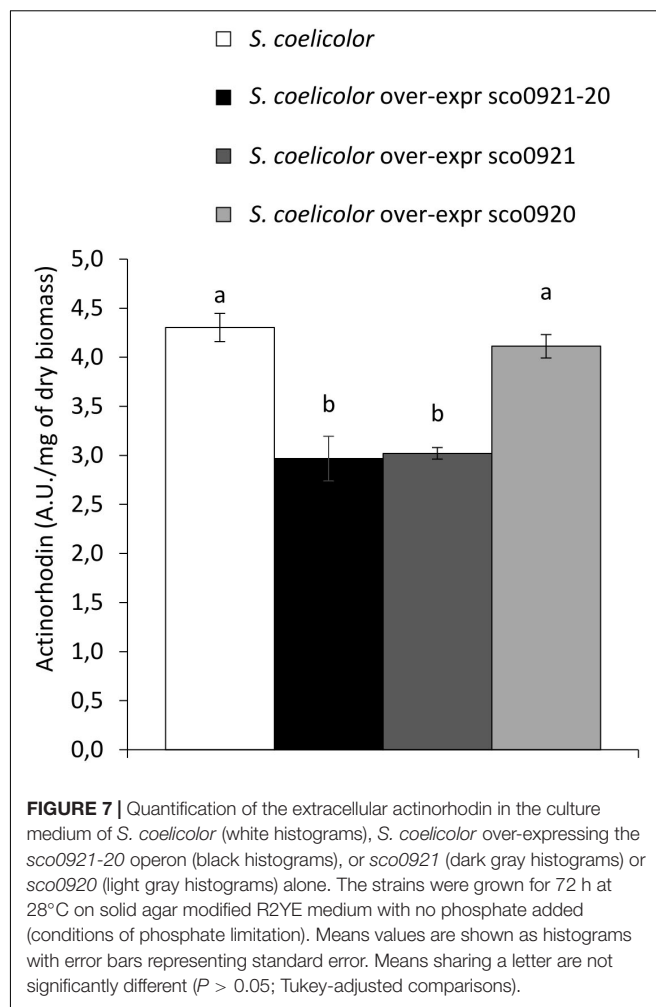 S. coelicolor
S. coelicolor over-expr sco0921-20
S. coelicolor over-expr sco0921
S. coelicolor over-expr sco0920
Actinorhodin (A.U./mg of dry biomass)
5,0
4,5
4,0
3,5
3,0
2,5
2,0
1,5
1,0
0,5
0,0
a
b
b
a
FIGURE 7 | Quantification of the extracellular actinorhodin in the culture
medium of S. coelicolor (white histograms), S. coelicolor over-expressing the
sco0921-20 operon (black histograms), or sco0921 (dark gray histograms) or
sco0920 (light gray histograms) alone. The strains were grown for 72 h at
28°C on solid agar modified R2YE medium with no phosphate added
(conditions of phosphate limitation). Means values are shown as histograms
with error bars representing standard error. Means sharing a letter are not
significantly different (P > 0.05; Tukey-adjusted comparisons).